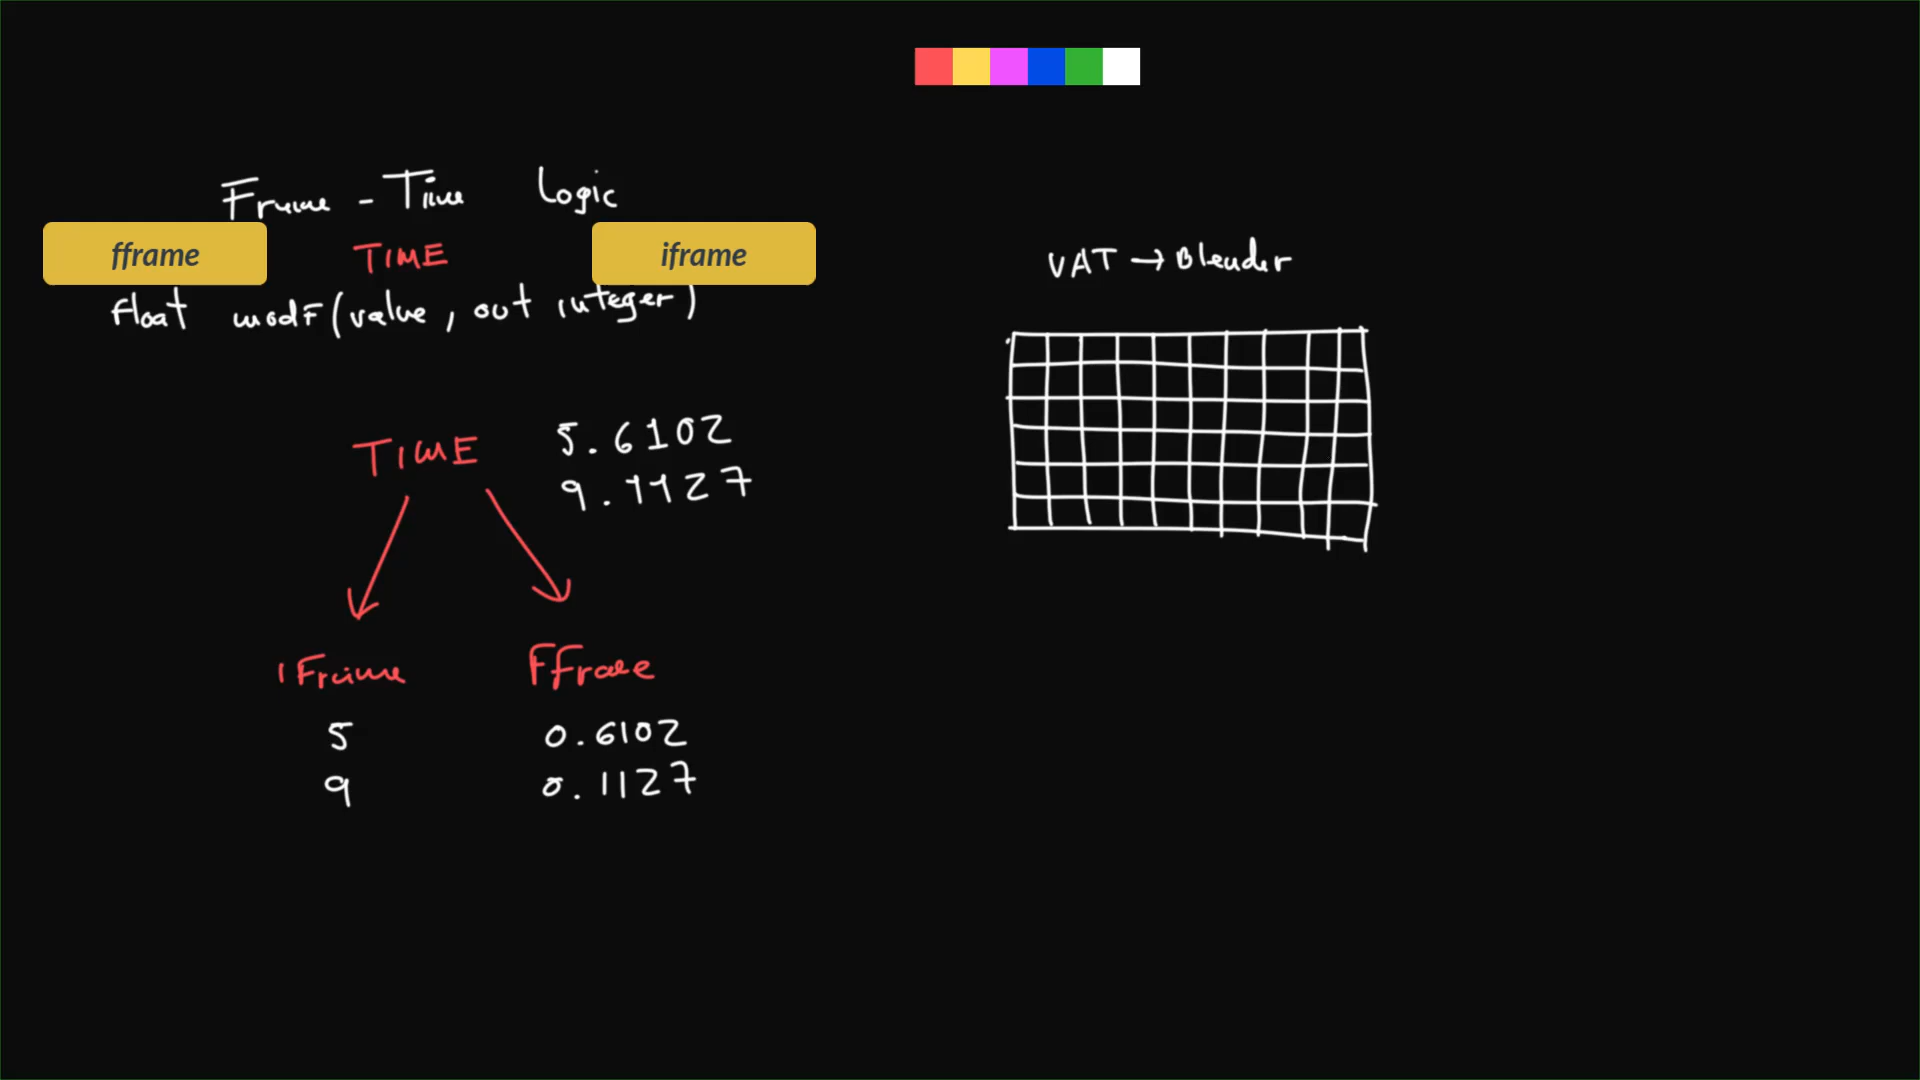 Frame - Time Logic
fframe TIME iframe
float modf(value, out integer)
TIME 5.6102
9.1127
iFrame FFrame
5 0.6102
9 0.1127
VAT → Blender